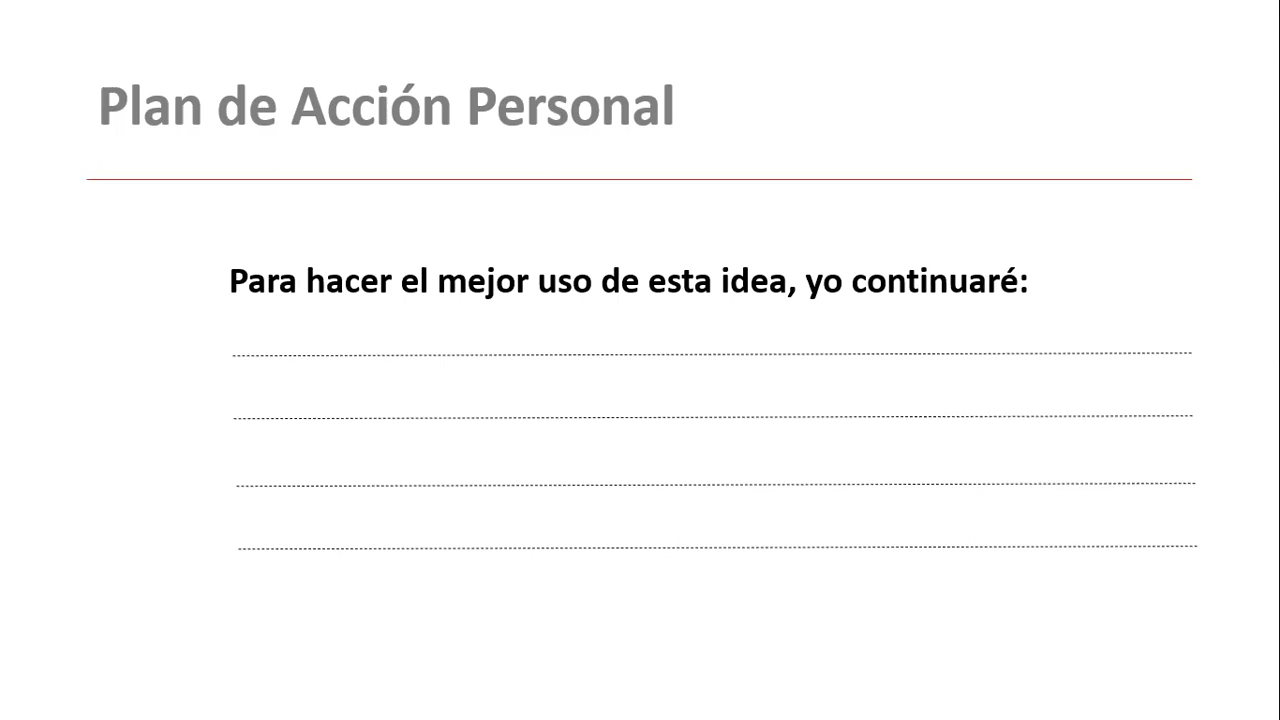 Plan de Acción Personal
Para hacer el mejor uso de esta idea, yo continuaré: